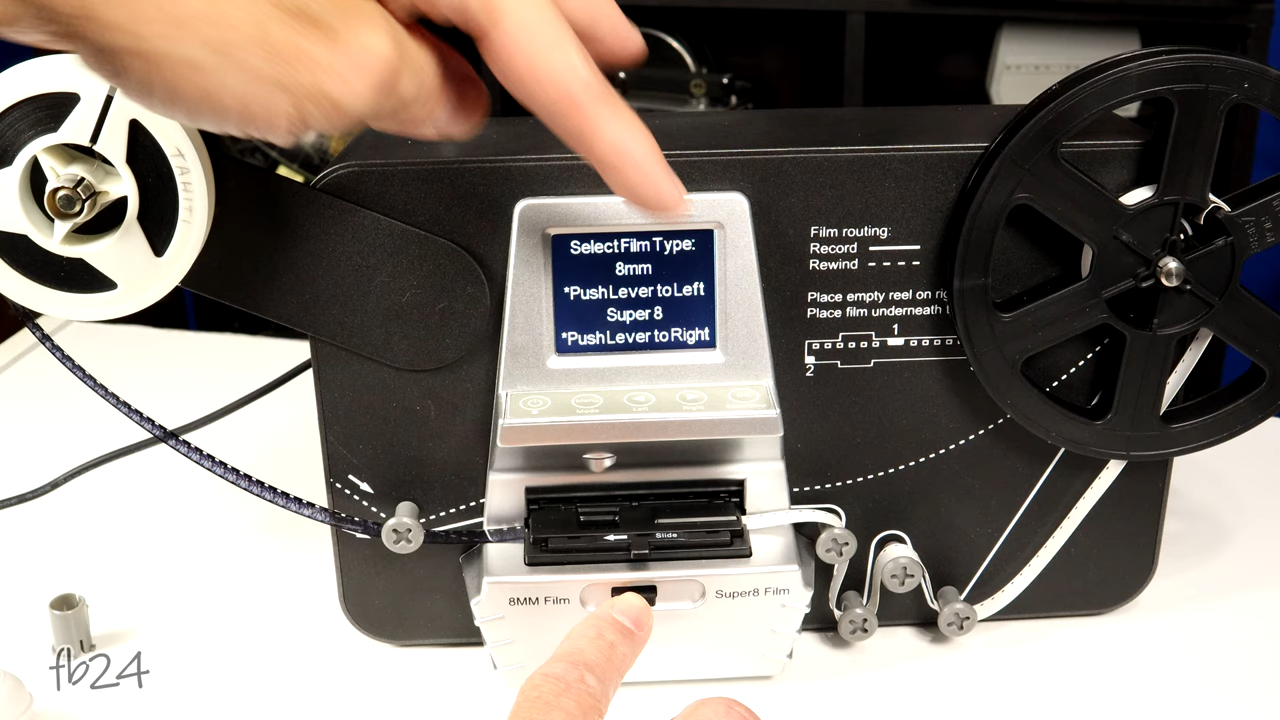 TAHITI
Select Film Type:
8mm
*Push Lever to Left
Super 8
*Push Lever to Right
Film routing:
Record
Rewind
Place empty reel on
Place film underneath
1
2
Menu
Mode
Left
Right
Slide
8MM Film
Super8 Film
fb24